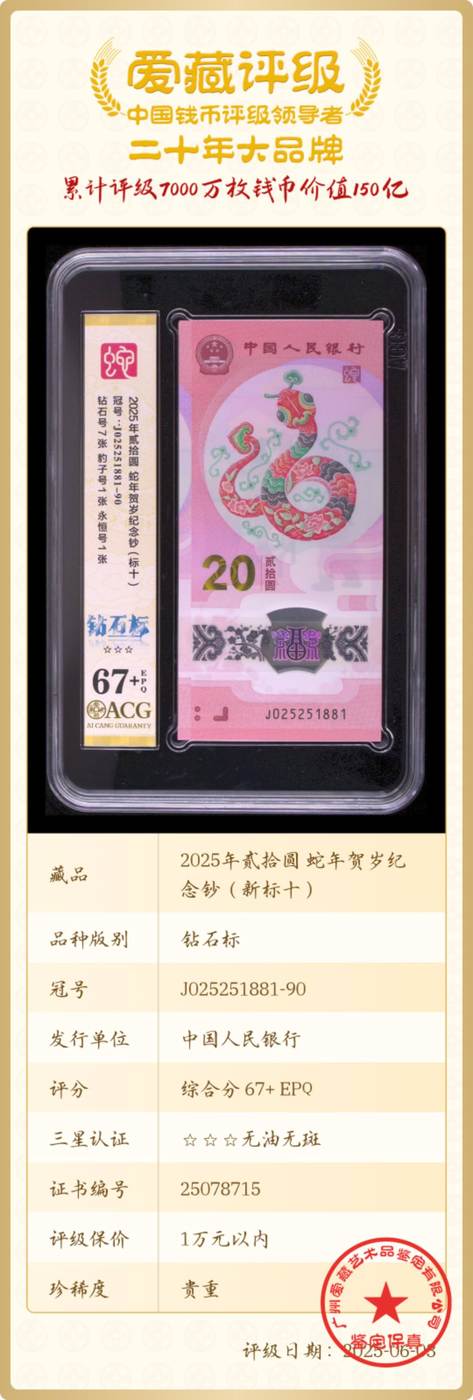 爱藏评级
中国钱币评级领导者
二十年大品牌
累计评级7000万枚钱币价值150亿
2025年贰拾圆 蛇年贺岁纪念钞(标十)
冠号:J025251881-90
钻石号7张 豹子号1张 永恒号1张
钻石标
☆☆☆
67+EPQ
ACG
AI CANG GUARANTY
中国人民银行
20
贰拾圆
J025251881
藏品
2025年贰拾圆 蛇年贺岁纪
念钞(新标十)
品种版别 钻石标
冠号 J025251881-90
发行单位 中国人民银行
评分 综合分 67+ EPQ
三星认证 ☆☆☆无油无斑
证书编号 25078715
评级保价 1万元以内
珍稀度 贵重
广州爱藏艺术品鉴定有限公司
鉴定保真
评级日期: 2025-06-03